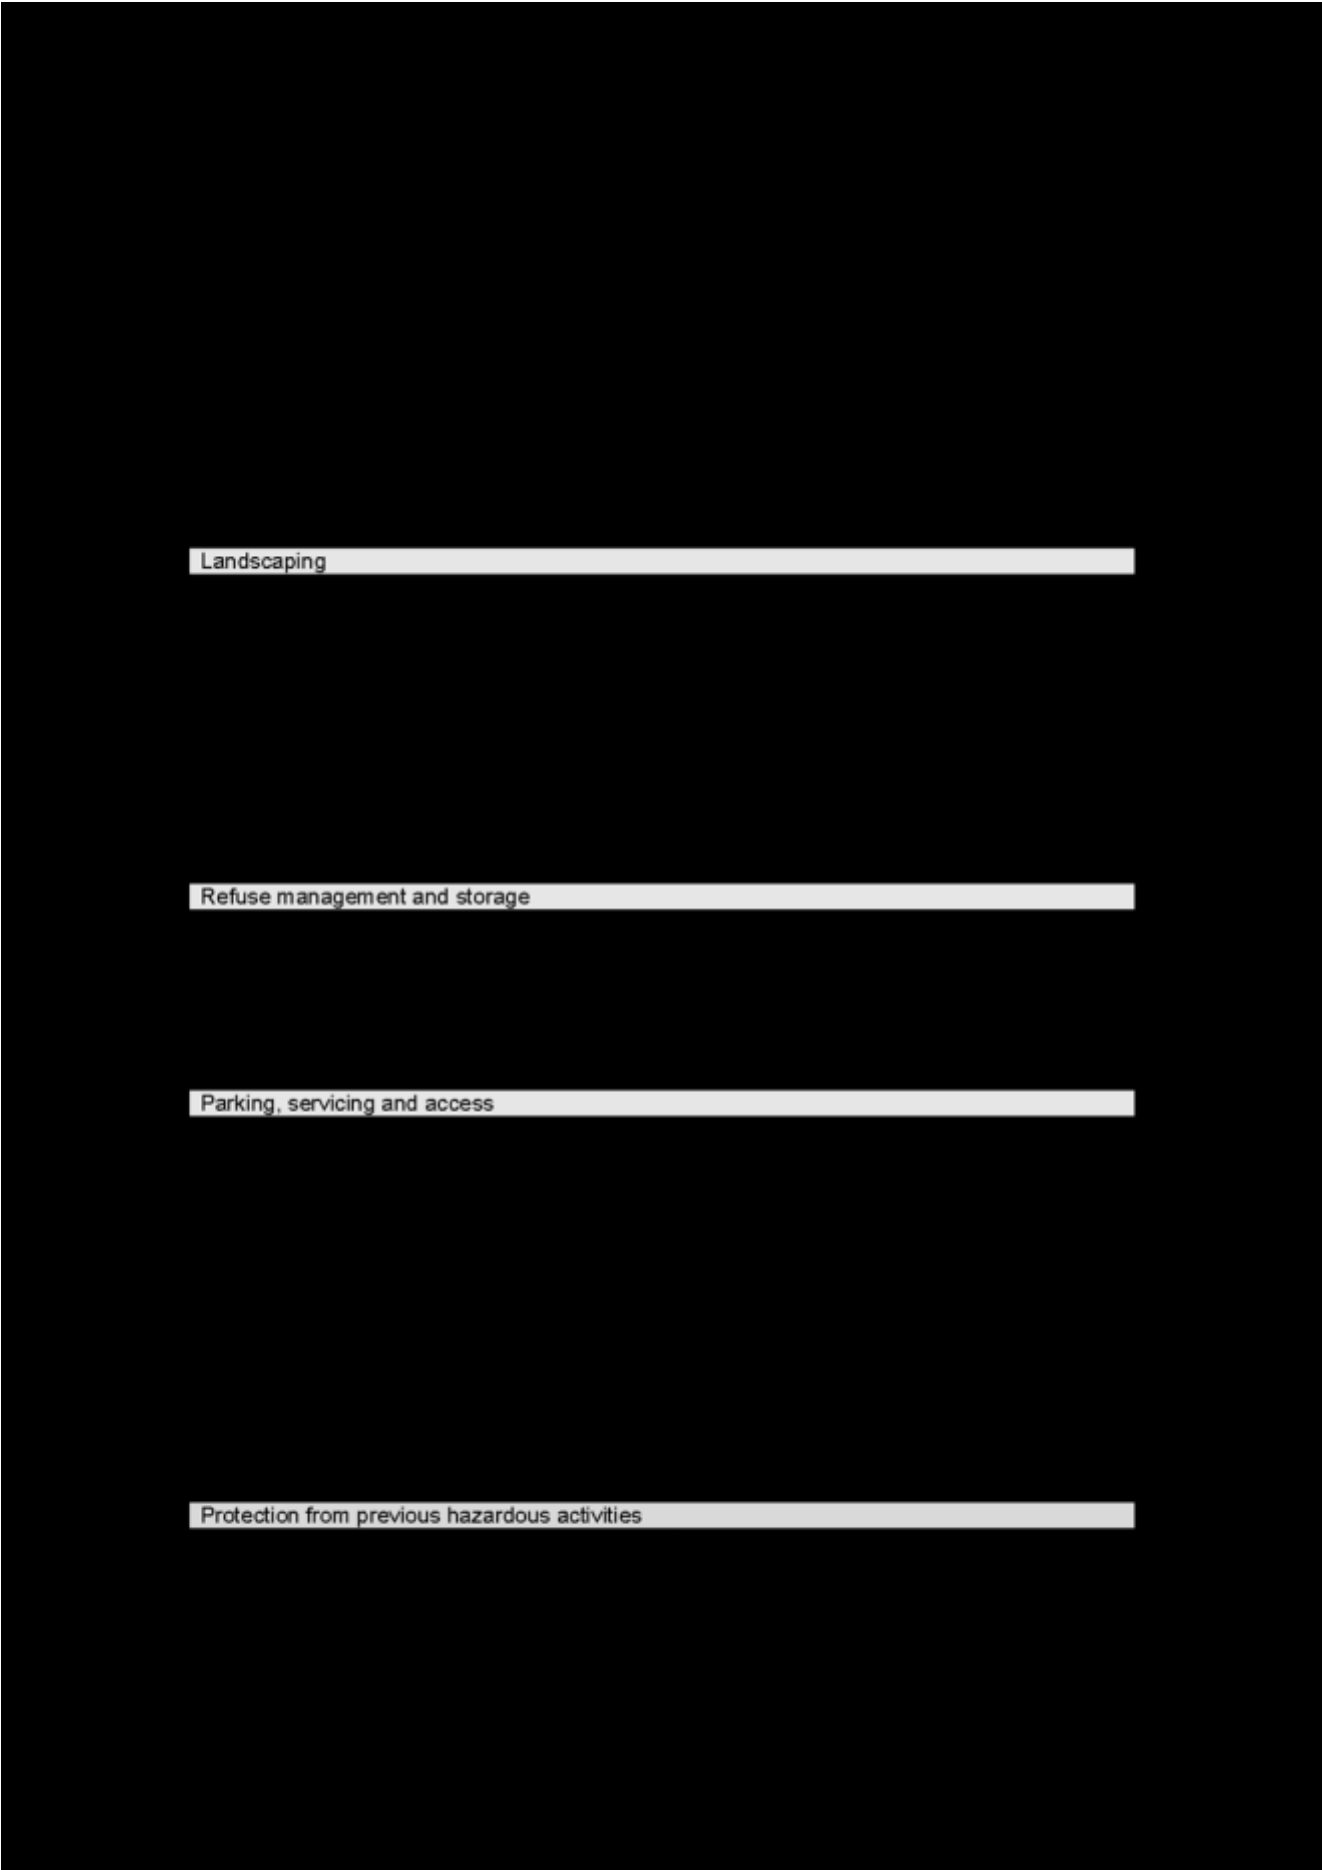 Landscaping
Refuse management and storage
Parking, servicing and access
Protection from previous hazardous activities